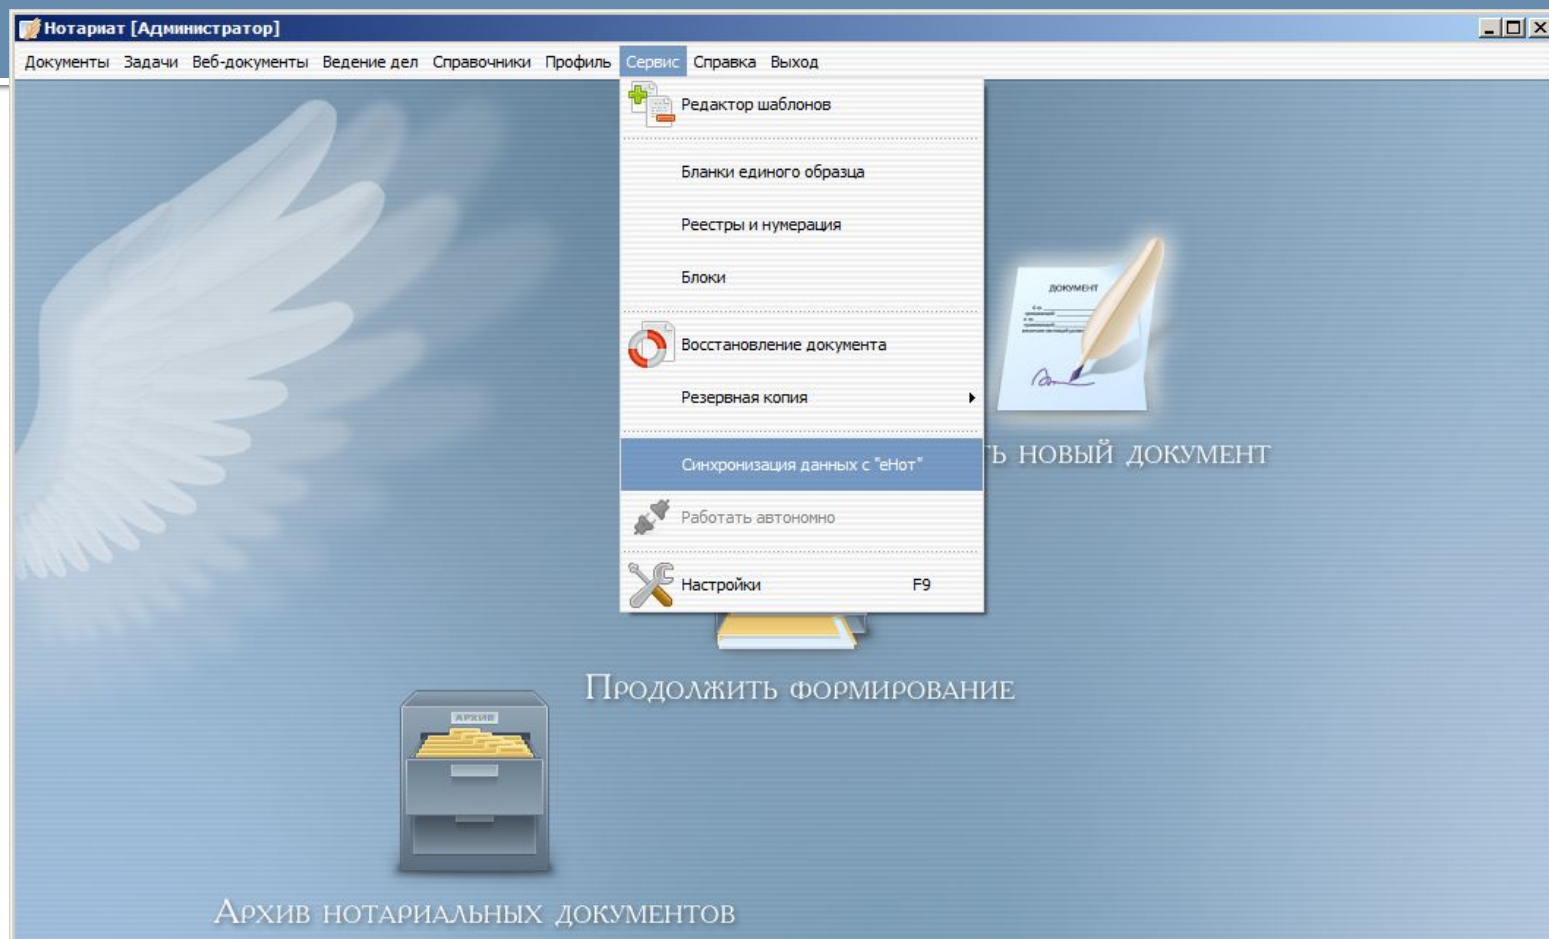 Нотариат [Администратор]
Документы Задачи Веб-документы Ведение дел Справочники Профиль Сервис Справка Выход
Редактор шаблонов
Бланки единого образца
Реестры и нумерация
Блоки
Восстановление документа
Резервная копия
Синхронизация данных с "еНот"
Работать автономно
Настройки F9
ДОКУМЕНТ
ть новый документ
Продолжить формирование
АРХИВ
Архив нотариальных документов